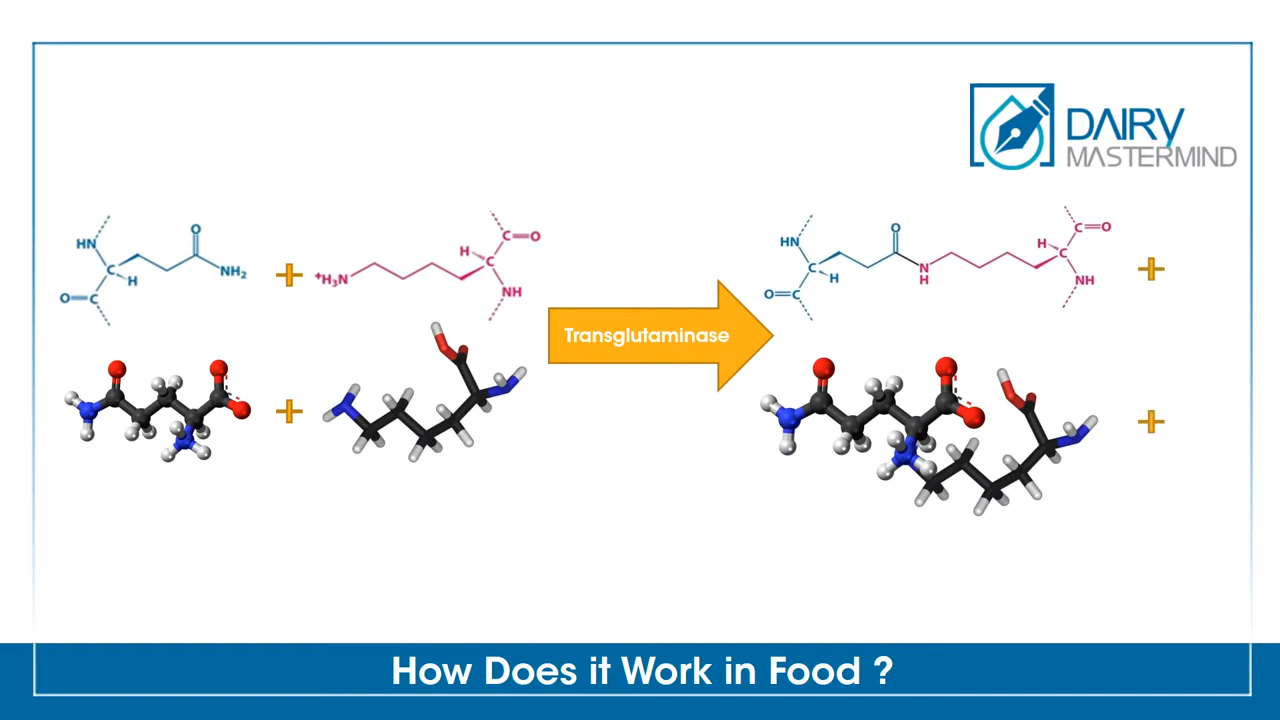 DAIRY
MASTERMIND
O
HN
C
H
NH₂
O=C
+
C=O
H
C
⁺H₃N
NH
Transglutaminase
O
HN
C
H
O=C
N
H
C=O
H
C
NH
+
+
+
How Does it Work in Food ?